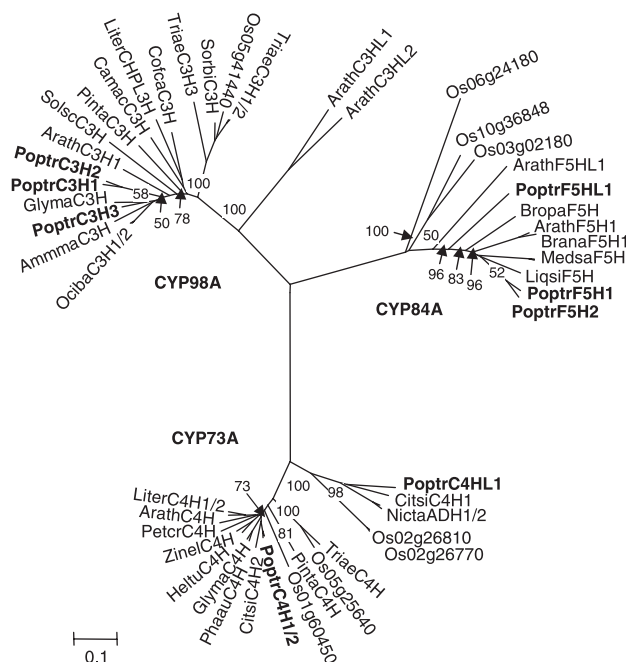 TriaeC3H1/2
Os05g41440
SorbiC3H
TriaeC3H3
CofcaC3H
LiterCHPL3H
CamacC3H
PintaC3H
SolscC3H
ArathC3H1
PoptrC3H2
PoptrC3H1
GlymaC3H
PoptrC3H3
AmmmaC3H
OcibaC3H1/2
58
50
78
100
100
CYP98A
ArathC3HL1
ArathC3HL2
Os06g24180
Os10g36848
Os03g02180
ArathF5HL1
PoptrF5HL1
BropaF5H
ArathF5H1
BranaF5H1
MedsaF5H
LiqsiF5H
PoptrF5H1
PoptrF5H2
100
50
96
83
96
52
CYP84A
CYP73A
73
100
98
100
81
PoptrC4HL1
CitsiC4H1
NictaADH1/2
Os02g26810
Os02g26770
LiterC4H1/2
ArathC4H
PetcrC4H
ZinelC4H
HeltuC4H
GlymaC4H
PhaauC4H
CitsiC4H2
PoptrC4H1/2
Os01g60450
PintaC4H
Os05g25640
TriaeC4H
0.1